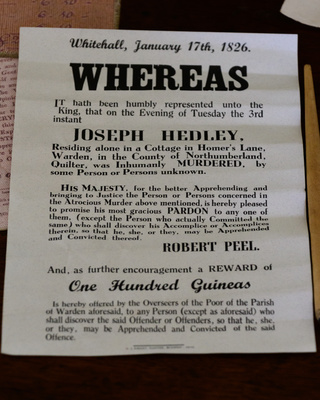 Whitehall, January 17th, 1826.
WHEREAS
IT hath been humbly represented unto the
King, that on the Evening of Tuesday the 3rd
instant
JOSEPH HEDLEY,
Residing alone in a Cottage in Homer's Lane,
Warden, in the County of Northumberland,
Quilter, was Inhumanly MURDERED, by
some Person or Persons unknown.
HIS MAJESTY, for the better Apprehending and
bringing to Justice the Person or Persons concerned in
the Atrocious Murder above mentioned, is hereby pleased
to promise his most gracious PARDON to any one of
them, (except the Person who actually Committed the
same) who shall discover his Accomplice or Accomplices
therein, so that he, she, or they, may be Apprehended
and Convicted thereof.
ROBERT PEEL.
And, as further encouragement a REWARD of
One Hundred Guineas
Is hereby offered by the Overseers of the Poor of the Parish
of Warden aforesaid, to any Person (except as aforesaid) who
shall discover the said Offender or Offenders, so that he, she,
or they, may be Apprehended and Convicted of the said
Offence.